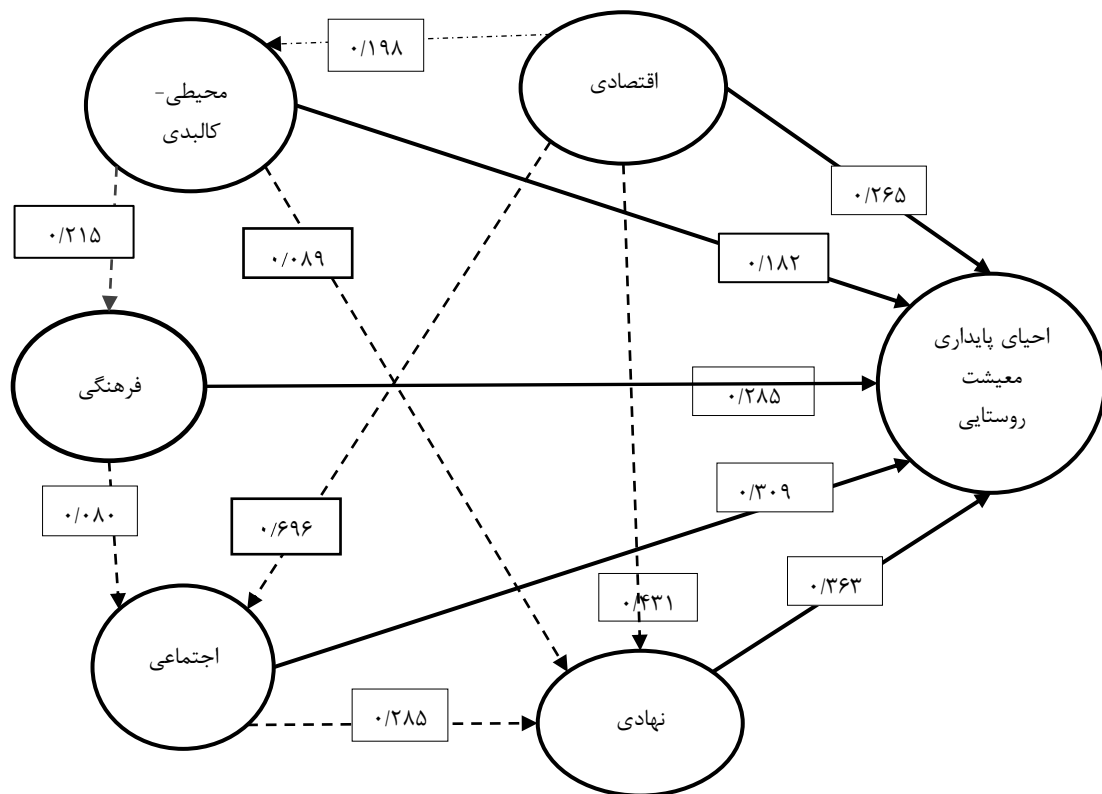 ۰/۱۹۸
اقتصادی
محیطی-
کالبدی
۰/۲۶۵
۰/۲۱۵
۰/۰۸۹
۰/۱۸۲
احیای پایداری
معیشت
روستایی
فرهنگی
۰/۲۸۵
۰/۳۰۹
۰/۰۸۰
۰/۶۹۶
۰/۳۶۳
۰/۴۳۱
اجتماعی
۰/۲۸۵
نهادی